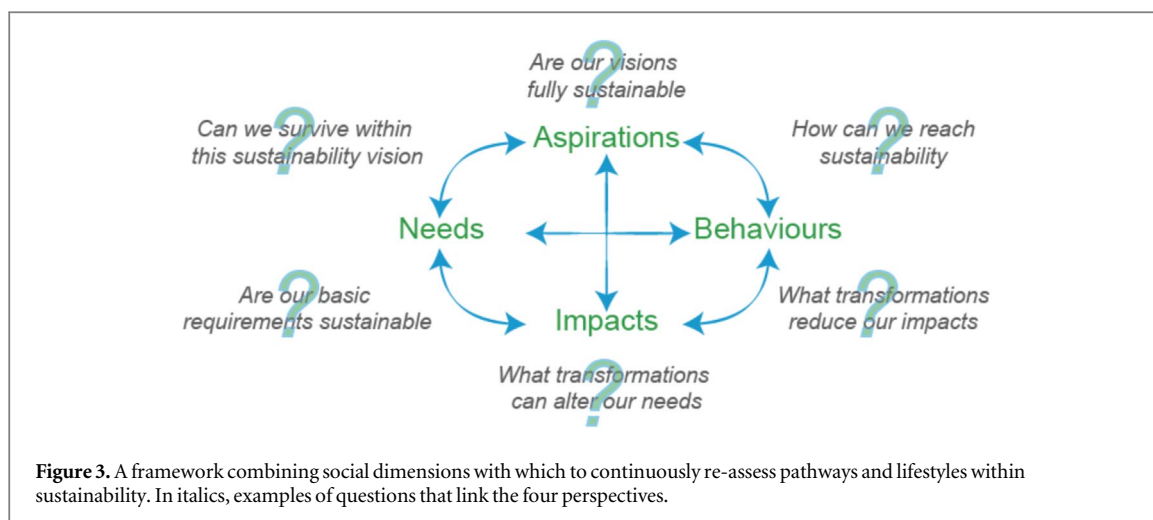 Are our visions
fully sustainable
?
Can we survive within
this sustainability vision
?
Aspirations
How can we reach
sustainability
?
Needs
Behaviours
Are our basic
requirements sustainable
?
Impacts
What transformations
reduce our impacts
?
What transformations
can alter our needs
?
Figure 3. A framework combining social dimensions with which to continuously re-assess pathways and lifestyles within
sustainability. In italics, examples of questions that link the four perspectives.